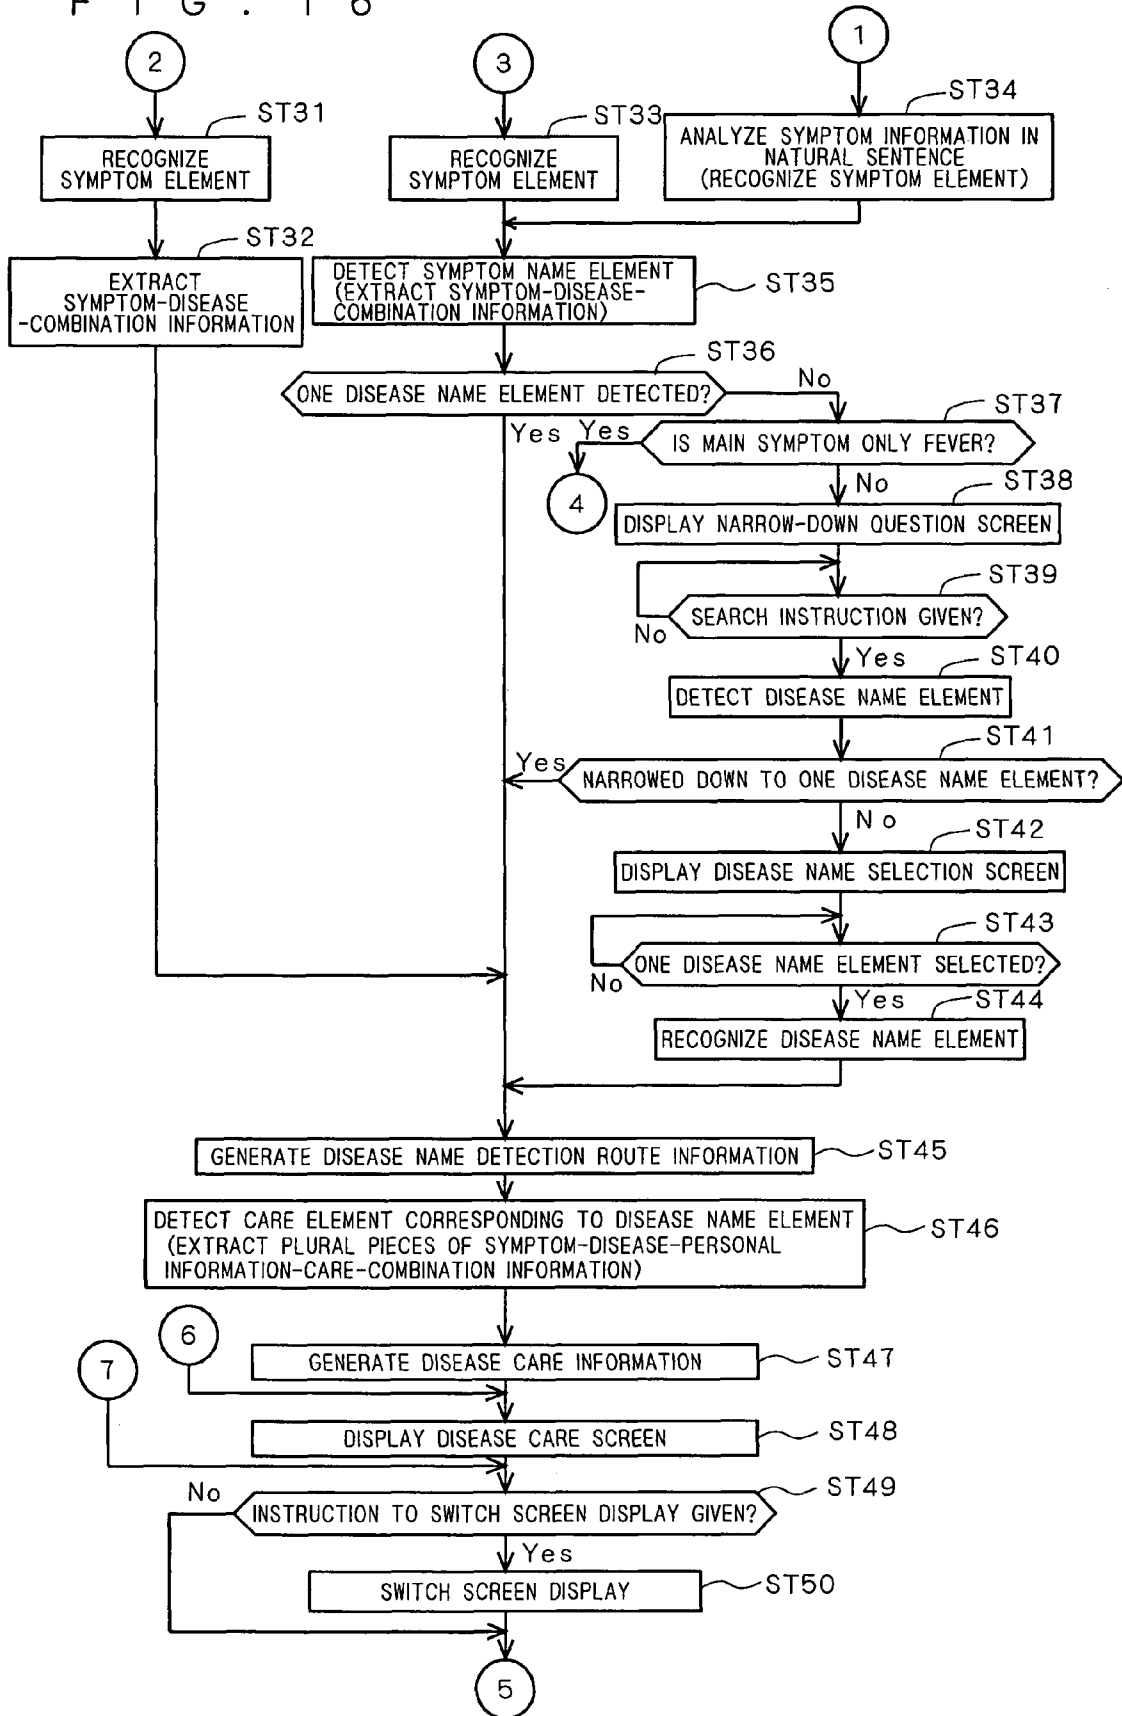 F I G . 1 6
2
3
1
ST31
ST33
ST34
RECOGNIZE
SYMPTOM ELEMENT
RECOGNIZE
SYMPTOM ELEMENT
ANALYZE SYMPTOM INFORMATION IN
NATURAL SENTENCE
(RECOGNIZE SYMPTOM ELEMENT)
ST32
EXTRACT
SYMPTOM-DISEASE
-COMBINATION INFORMATION
DETECT SYMPTOM NAME ELEMENT
(EXTRACT SYMPTOM-DISEASE-
COMBINATION INFORMATION)
ST35
ST36
ONE DISEASE NAME ELEMENT DETECTED?
No
Yes
ST37
IS MAIN SYMPTOM ONLY FEVER?
Yes
4
No
ST38
DISPLAY NARROW-DOWN QUESTION SCREEN
ST39
SEARCH INSTRUCTION GIVEN?
No
Yes
ST40
DETECT DISEASE NAME ELEMENT
ST41
Yes
NARROWED DOWN TO ONE DISEASE NAME ELEMENT?
No
ST42
DISPLAY DISEASE NAME SELECTION SCREEN
ST43
ONE DISEASE NAME ELEMENT SELECTED?
No
Yes
ST44
RECOGNIZE DISEASE NAME ELEMENT
GENERATE DISEASE NAME DETECTION ROUTE INFORMATION
ST45
DETECT CARE ELEMENT CORRESPONDING TO DISEASE NAME ELEMENT
(EXTRACT PLURAL PIECES OF SYMPTOM-DISEASE-PERSONAL
INFORMATION-CARE-COMBINATION INFORMATION)
ST46
6
7
GENERATE DISEASE CARE INFORMATION
ST47
DISPLAY DISEASE CARE SCREEN
ST48
No
ST49
INSTRUCTION TO SWITCH SCREEN DISPLAY GIVEN?
Yes
SWITCH SCREEN DISPLAY
ST50
5